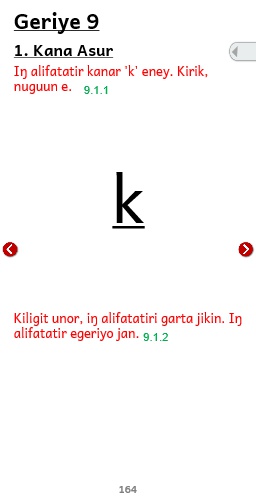 Geriye 9
1. Kana Asur
Iŋ alifatatir kanar 'k' eney. Kirik,
nuguun e. 9.1.1
k
Kiligit unor, iŋ alifatatiri garta jikin. Iŋ
alifatatir egeriyo jan. 9.1.2
164